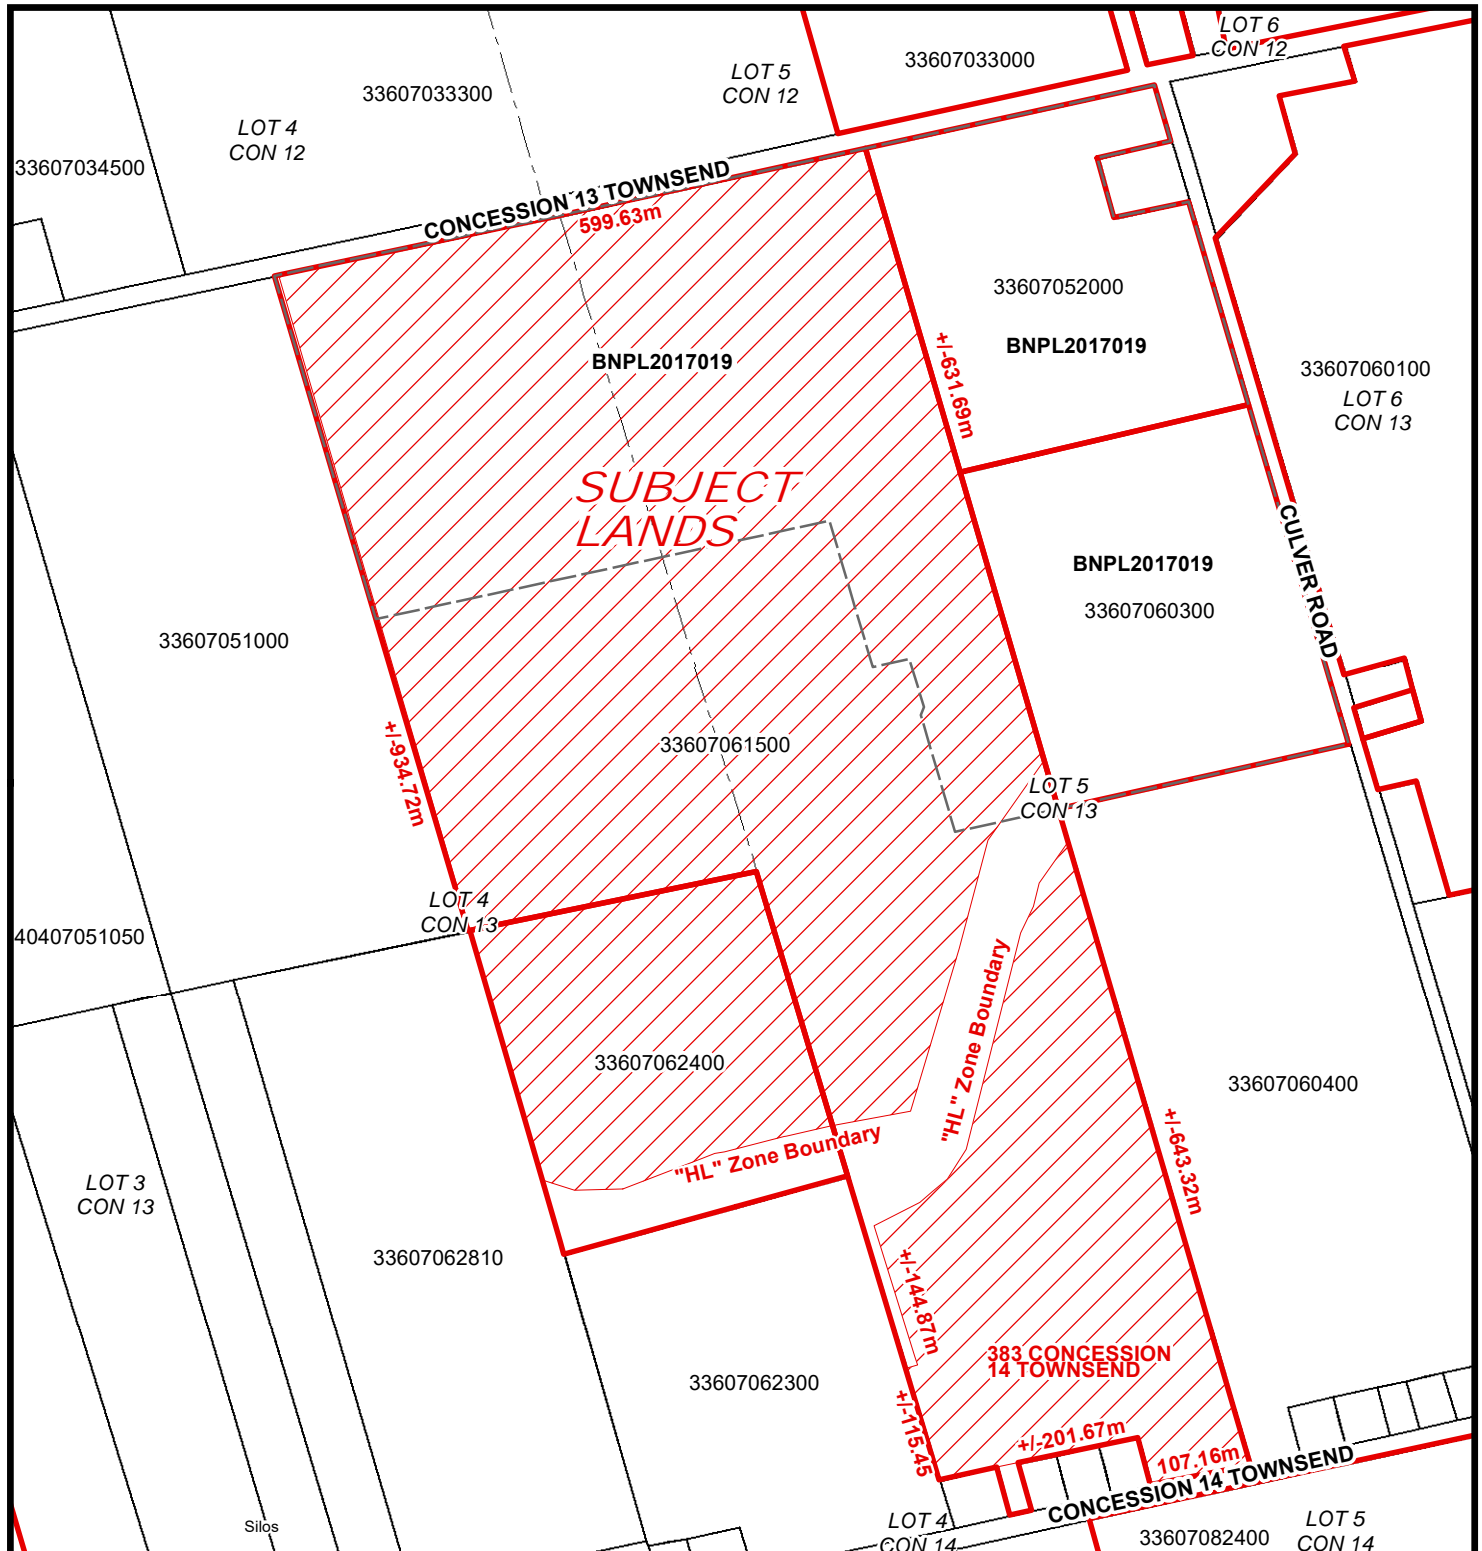 LOT 6
CON 12
33607033000
LOT 5
CON 12
33607033300
LOT 4
CON 12
33607034500
CONCESSION 13 TOWNSEND
599.63m
33607052000
BNPL2017019
BNPL2017019
+/-631.69m
33607060100
LOT 6
CON 13
SUBJECT
LANDS
CULVER ROAD
BNPL2017019
33607060300
33607051000
+/-934.72m
33607061500
LOT 5
CON 13
LOT 4
CON 13
40407051050
"HL" Zone Boundary
33607062400
33607060400
"HL" Zone Boundary
+/-643.32m
LOT 3
CON 13
33607062810
+/-144.87m
383 CONCESSION
14 TOWNSEND
33607062300
+/-115.45
+/-201.67m
107.16m
CONCESSION 14 TOWNSEND
Silos
LOT 4
CON 14
33607082400
LOT 5
CON 14